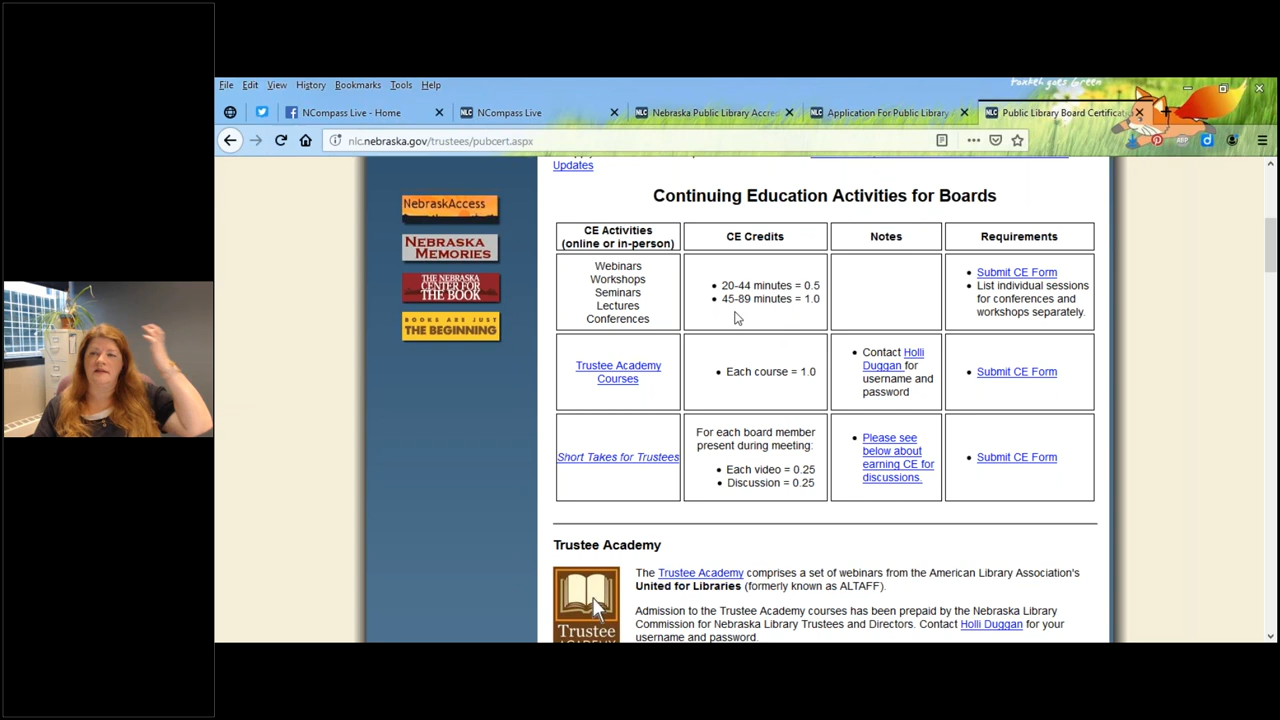 foxkeh goes Green
File Edit View History Bookmarks Tools Help
NCompass Live - Home
NCompass Live
Nebraska Public Library Accred
Application For Public Library
Public Library Board Certificat
nlc.nebraska.gov/trustees/pubcert.aspx
Updates
NebraskAccess
NEBRASKA
MEMORIES
THE NEBRASKA
CENTER FOR
THE BOOK
BOOKS ARE JUST
THE BEGINNING
Continuing Education Activities for Boards
CE Activities
(online or in-person)
CE Credits
Notes
Requirements
Webinars
Workshops
Seminars
Lectures
Conferences
20-44 minutes = 0.5
45-89 minutes = 1.0
Submit CE Form
List individual sessions
for conferences and
workshops separately.
Trustee Academy
Courses
Each course = 1.0
Contact Holli
Duggan for
username and
password
Submit CE Form
Short Takes for Trustees
For each board member
present during meeting:
Each video = 0.25
Discussion = 0.25
Please see
below about
earning CE for
discussions.
Submit CE Form
Trustee Academy
Trustee
The Trustee Academy comprises a set of webinars from the American Library Association's
United for Libraries (formerly known as ALTAFF).
Admission to the Trustee Academy courses has been prepaid by the Nebraska Library
Commission for Nebraska Library Trustees and Directors. Contact Holli Duggan for your
username and password.